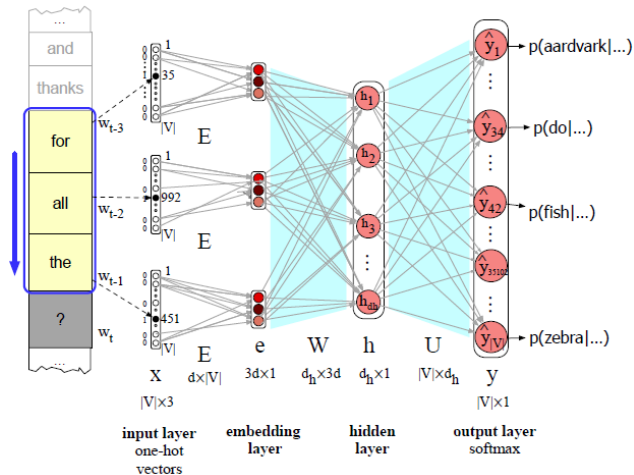 ...
and
thanks
for
all
the
?
...
w_{t-3}
w_{t-2}
w_{t-1}
w_t
1
35
|V|
1
992
|V|
1
451
|V|
E
E
E
e
W
h
U
y
x
d×|V|
3d×1
d_h×3d
d_h×1
|V|×d_h
|V|×3
|V|×1
h_1
h_2
h_3
h_{dh}
ŷ_1
ŷ_{34}
ŷ_{42}
ŷ_{35102}
ŷ_{|V|}
p(aardvark|...)
p(do|...)
p(fish|...)
p(zebra|...)
input layer
one-hot
vectors
embedding
layer
hidden
layer
output layer
softmax